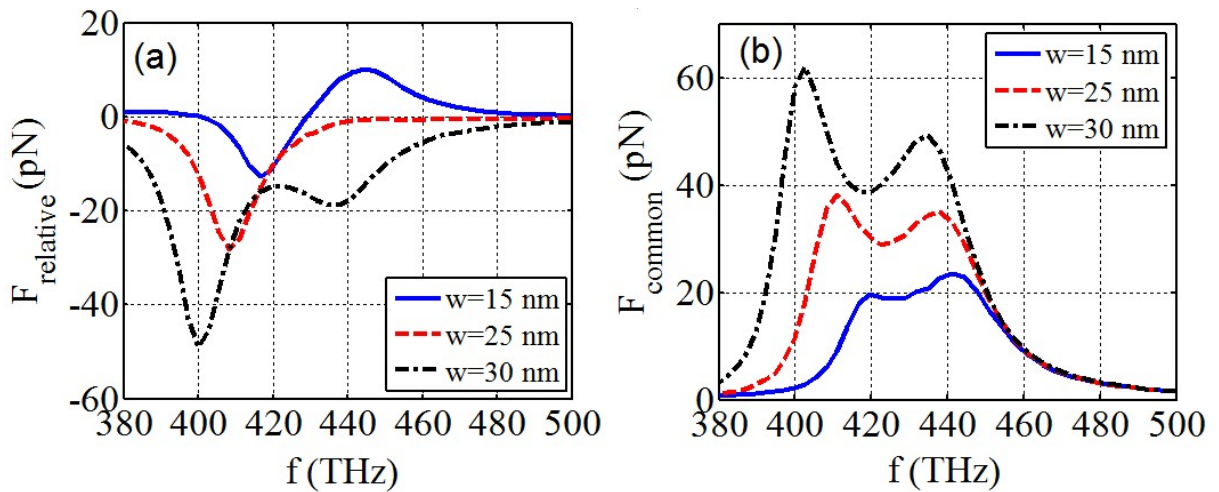 (a)
F relative (pN)
20
0
-20
-40
-60
w=15 nm
w=25 nm
w=30 nm
380 400 420 440 460 480 500
f (THz)
(b)
F common (pN)
60
40
20
0
w=15 nm
w=25 nm
w=30 nm
380 400 420 440 460 480 500
f (THz)